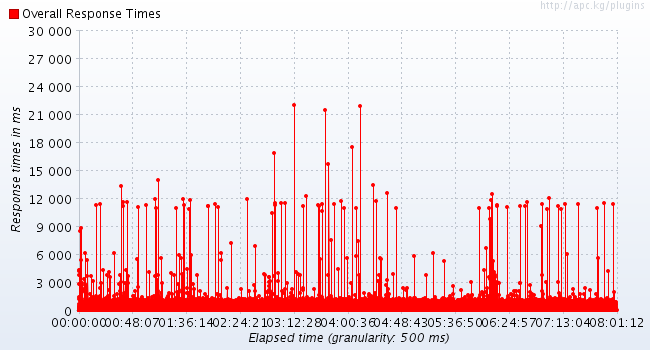 http://apc.kg/plugins
Overall Response Times
30 000
27 000
24 000
21 000
18 000
15 000
12 000
9 000
6 000
3 000
0
Response times in ms
00:00:00 00:48:07 01:36:14 02:24:21 03:12:28 04:00:36 04:48:43 05:36:50 06:24:57 07:13:04 08:01:12
Elapsed time (granularity: 500 ms)